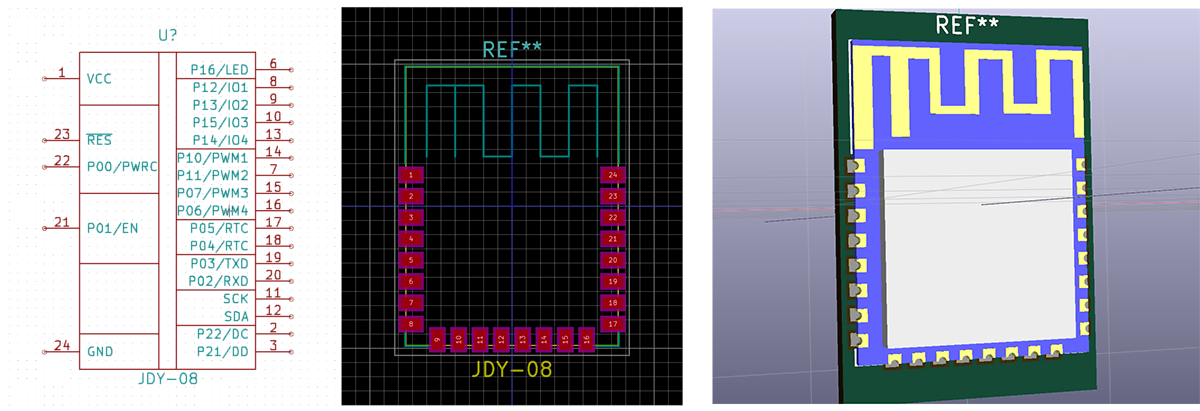 U?
1 VCC
23 RES
22 P00/PWRC
21 P01/EN
24 GND
P16/LED 6
P12/IO1 8
P13/IO2 9
P15/IO3 10
P14/IO4 13
P10/PWM1 14
P11/PWM2 7
P07/PWM3 15
P06/PWM4 16
P05/RTC 17
P04/RTC 18
P03/TXD 19
P02/RXD 20
SCK 11
SDA 12
P22/DC 2
P21/DD 3
JDY-08
REF**
1 24
2 23
3 22
4 21
5 20
6 19
7 18
8 17
9 10 11 12 13 14 15 16
JDY-08
REF**